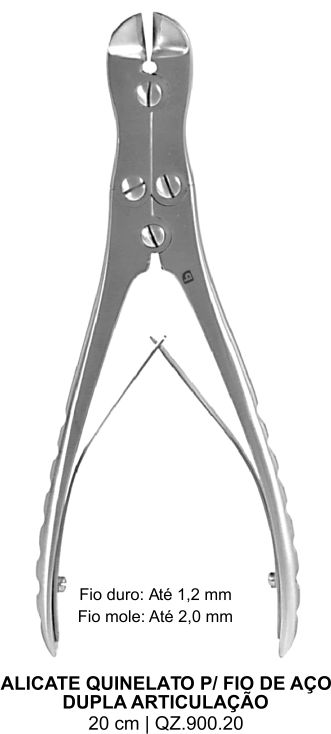 Fio duro: Até 1,2 mm
Fio mole: Até 2,0 mm
ALICATE QUINELATO P/ FIO DE AÇO
DUPLA ARTICULAÇÃO
20 cm | QZ.900.20